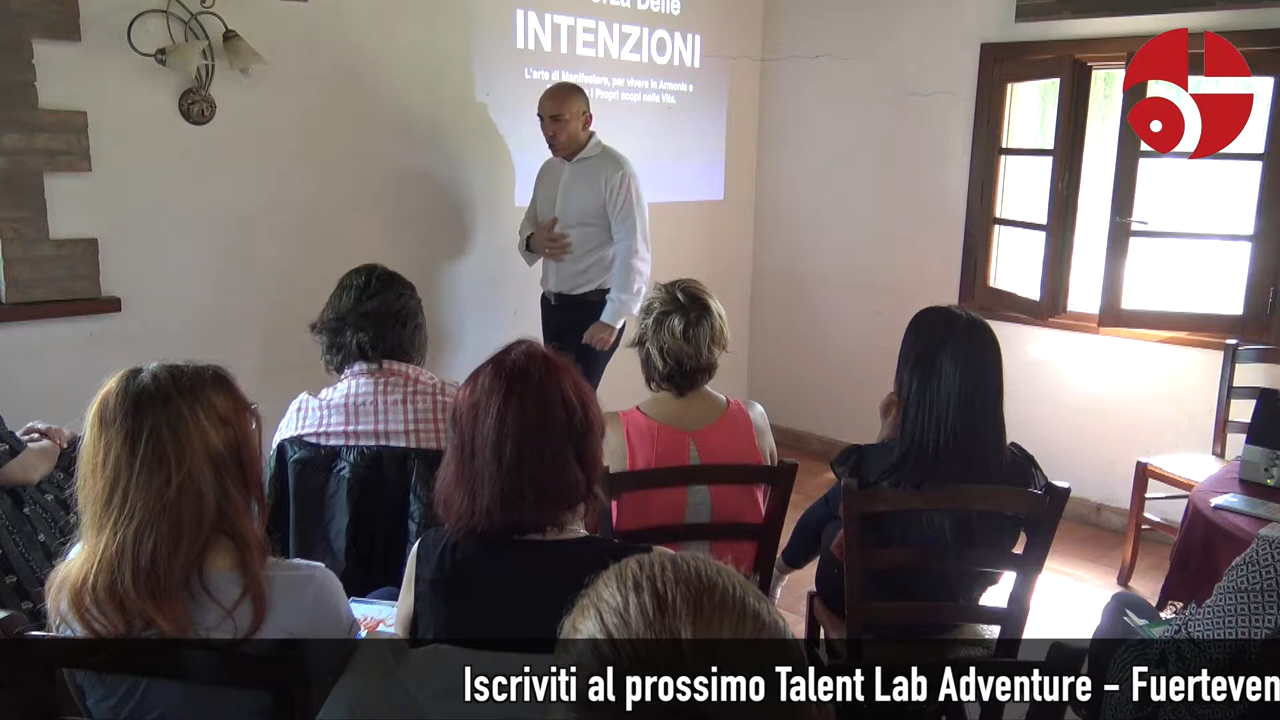 Delle
INTENZIONI
L'arte di Manifestare, per vivere in Armonia e
i Propri scopi nella Vita.
Iscriviti al prossimo Talent Lab Adventure - Fuerteven